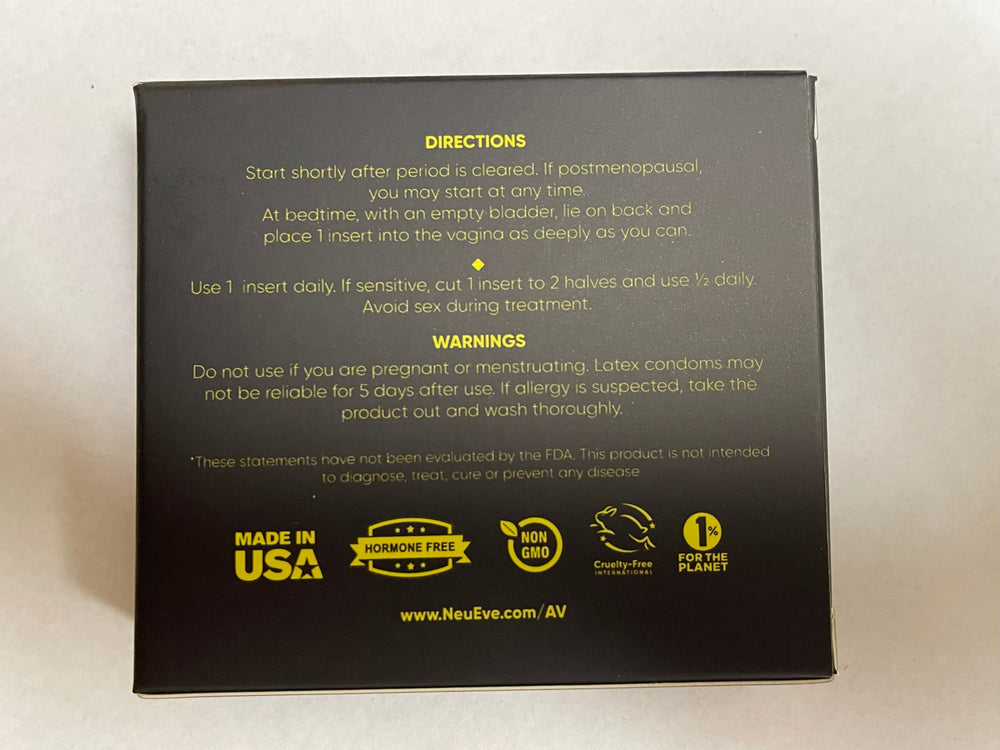 DIRECTIONS
Start shortly after period is cleared. If postmenopausal,
you may start at any time.
At bedtime, with an empty bladder, lie on back and
place 1 insert into the vagina as deeply as you can.
Use 1 insert daily. If sensitive, cut 1 insert to 2 halves and use ½ daily.
Avoid sex during treatment.
WARNINGS
Do not use if you are pregnant or menstruating. Latex condoms may
not be reliable for 5 days after use. If allergy is suspected, take the
product out and wash thoroughly.
*These statements have not been evaluated by the FDA. This product is not intended
to diagnose, treat, cure or prevent any disease
MADE IN
USA
HORMONE FREE
NON
GMO
Cruelty-Free
INTERNATIONAL
1%
FOR THE
PLANET
www.NeuEve.com/AV